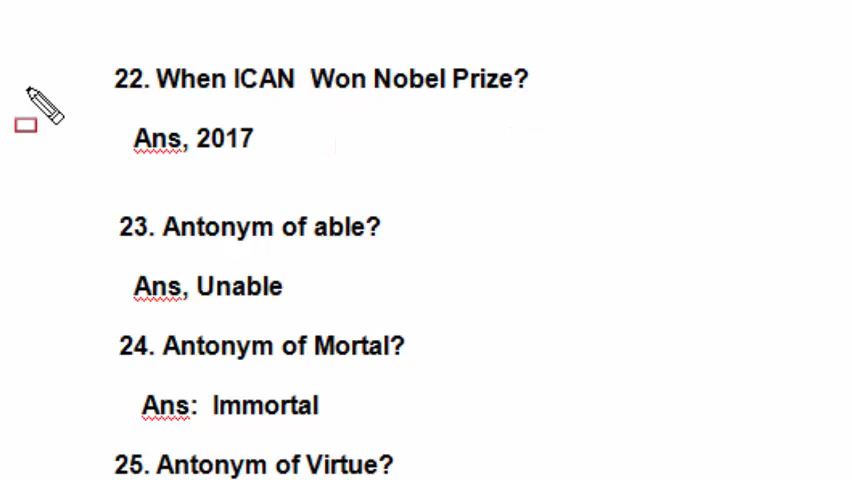 22. When ICAN Won Nobel Prize?
Ans, 2017
23. Antonym of able?
Ans, Unable
24. Antonym of Mortal?
Ans: Immortal
25. Antonym of Virtue?